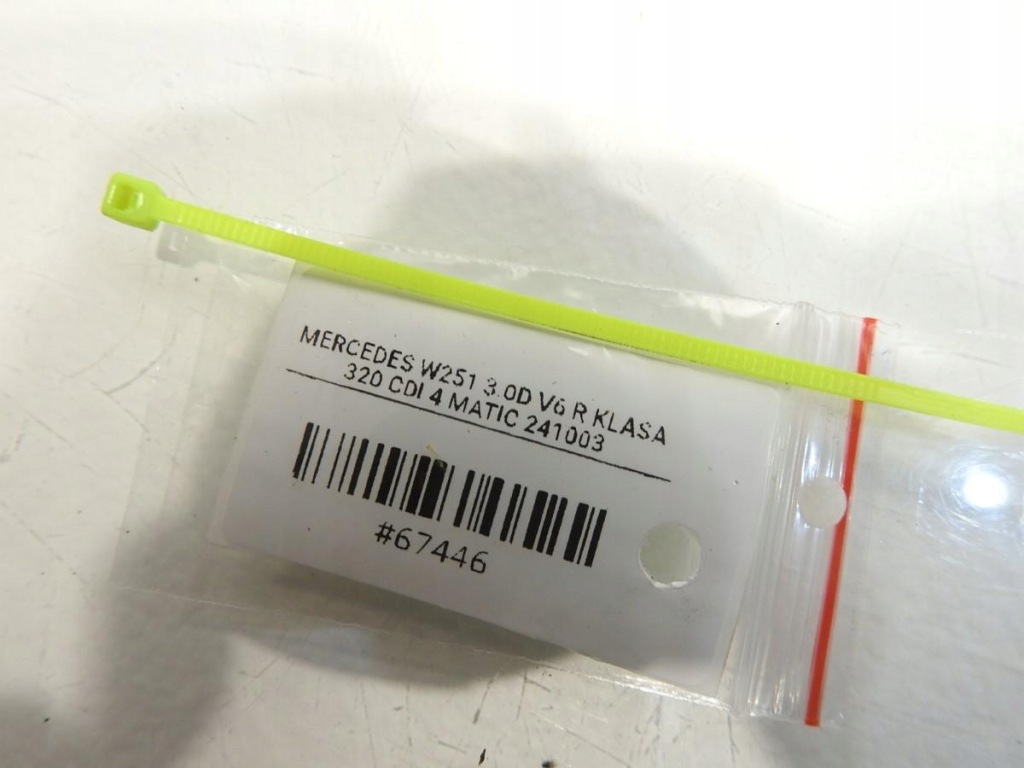 MERCEDES W251 3.0D V6 R KLASA
320 CDI 4 MATIC 241003
#67446